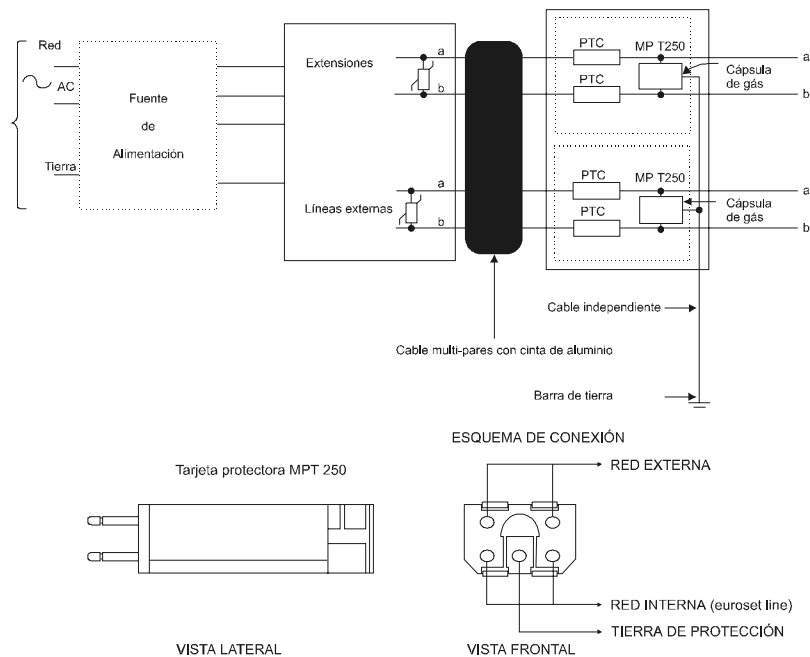 Red
AC
Tierra
Fuente
de
Alimentación
Extensiones
a
b
Líneas externas
a
b
PTC
MP T250
PTC
Cápsula
de gás
a
b
PTC
MP T250
PTC
Cápsula
de gás
a
b
Cable independiente
Cable multi-pares con cinta de aluminio
Barra de tierra
ESQUEMA DE CONEXIÓN
Tarjeta protectora MPT 250
RED EXTERNA
RED INTERNA (euroset line)
TIERRA DE PROTECCIÓN
VISTA LATERAL
VISTA FRONTAL